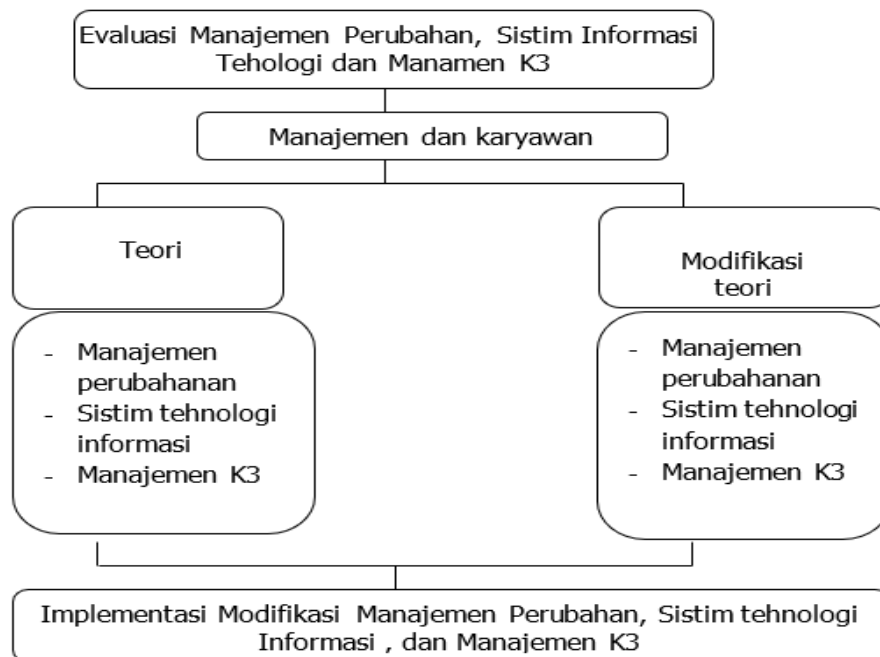 Evaluasi Manajemen Perubahan, Sistim Informasi
Tehologi dan Manamen K3
Manajemen dan karyawan
Teori
Modifikasi
teori
- Manajemen
perubahanan
- Sistim tehnologi
informasi
- Manajemen K3
- Manajemen
perubahanan
- Sistim tehnologi
informasi
- Manajemen K3
Implementasi Modifikasi Manajemen Perubahan, Sistim tehnologi
Informasi , dan Manajemen K3